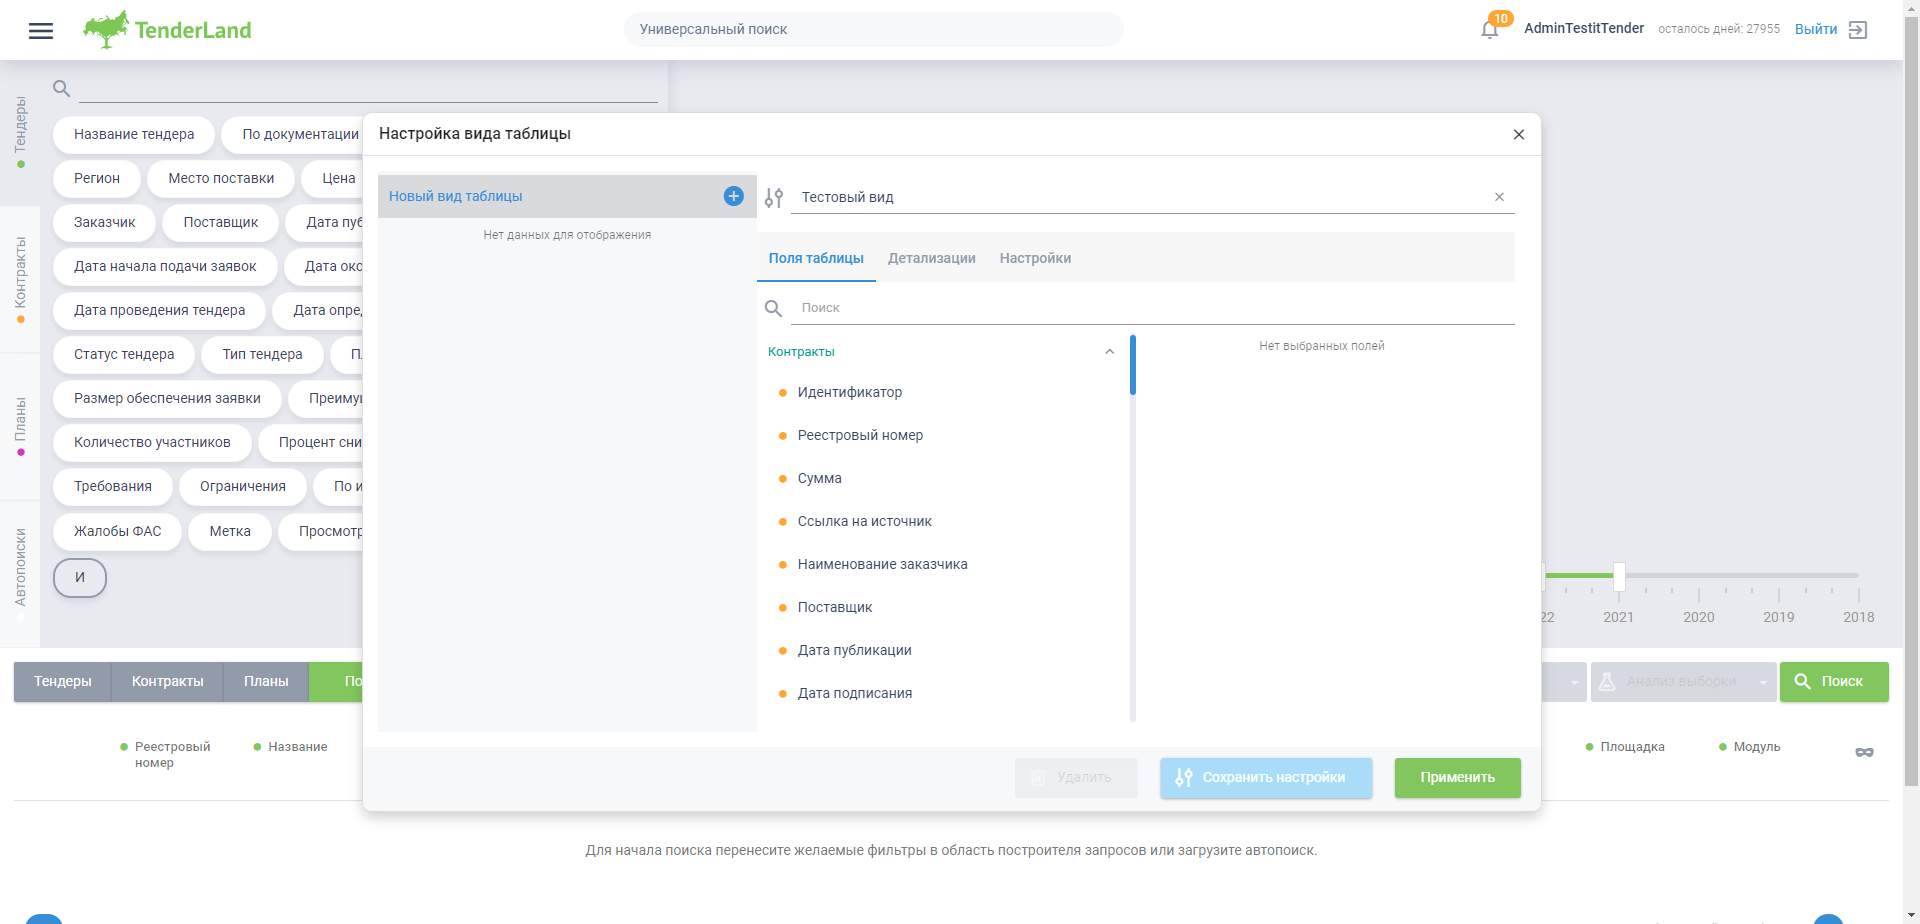 TenderLand
Универсальный поиск
10
AdminTestitTender
осталось дней: 27955
Выйти
Тендеры
Контракты
Планы
Автопоиски
Название тендера
По документации
Регион
Место поставки
Цена
Заказчик
Поставщик
Дата пуб
Дата начала подачи заявок
Дата око
Дата проведения тендера
Дата опре
Статус тендера
Тип тендера
Размер обеспечения заявки
Преиму
Количество участников
Процент сни
Требования
Ограничения
По и
Жалобы ФАС
Метка
Просмотр
И
Настройка вида таблицы
Новый вид таблицы
Нет данных для отображения
Тестовый вид
Поля таблицы
Детализации
Настройки
Поиск
Контракты
Идентификатор
Реестровый номер
Сумма
Ссылка на источник
Наименование заказчика
Поставщик
Дата публикации
Дата подписания
Нет выбранных полей
Удалить
Сохранить настройки
Применить
22
2021
2020
2019
2018
Тендеры
Контракты
Планы
По
Анализ выборки
Поиск
Реестровый
номер
Название
Площадка
Модуль
Для начала поиска перенесите желаемые фильтры в область построителя запросов или загрузите автопоиск.